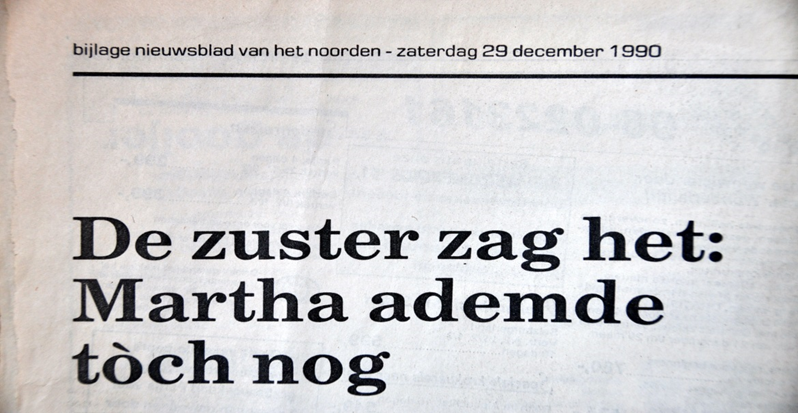 bijlage nieuwsblad van het noorden - zaterdag 29 december 1990
De zuster zag het:
Martha ademde
tòch nog